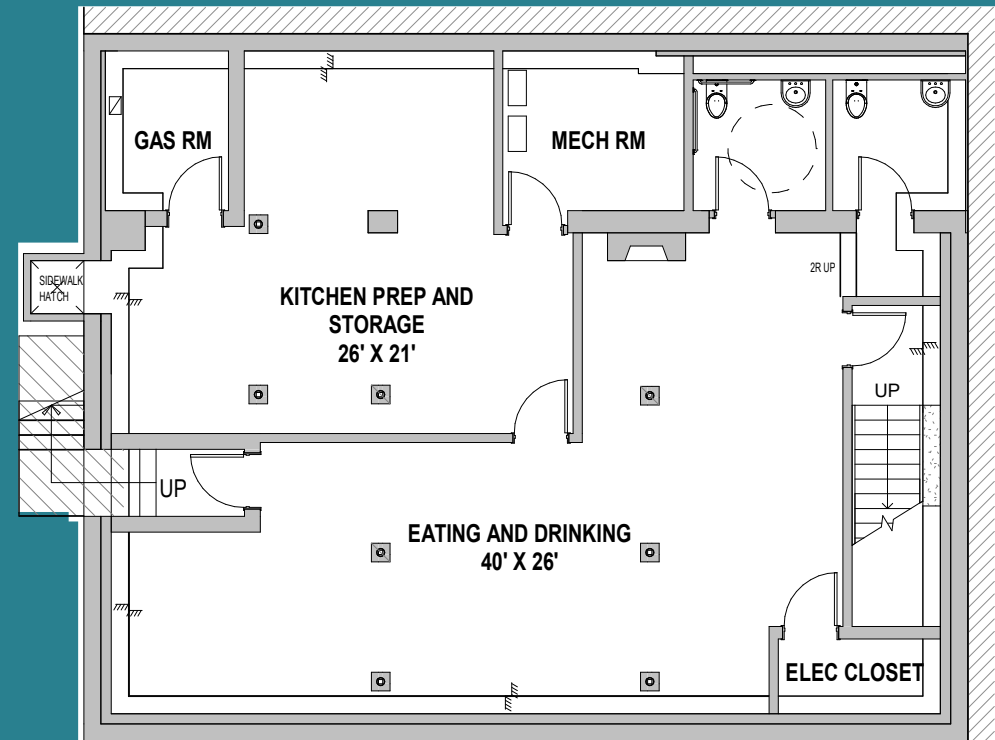 GAS RM
MECH RM
2R UP
SIDEWALK
HATCH
KITCHEN PREP AND
STORAGE
26' X 21'
UP
UP
EATING AND DRINKING
40' X 26'
ELEC CLOSET